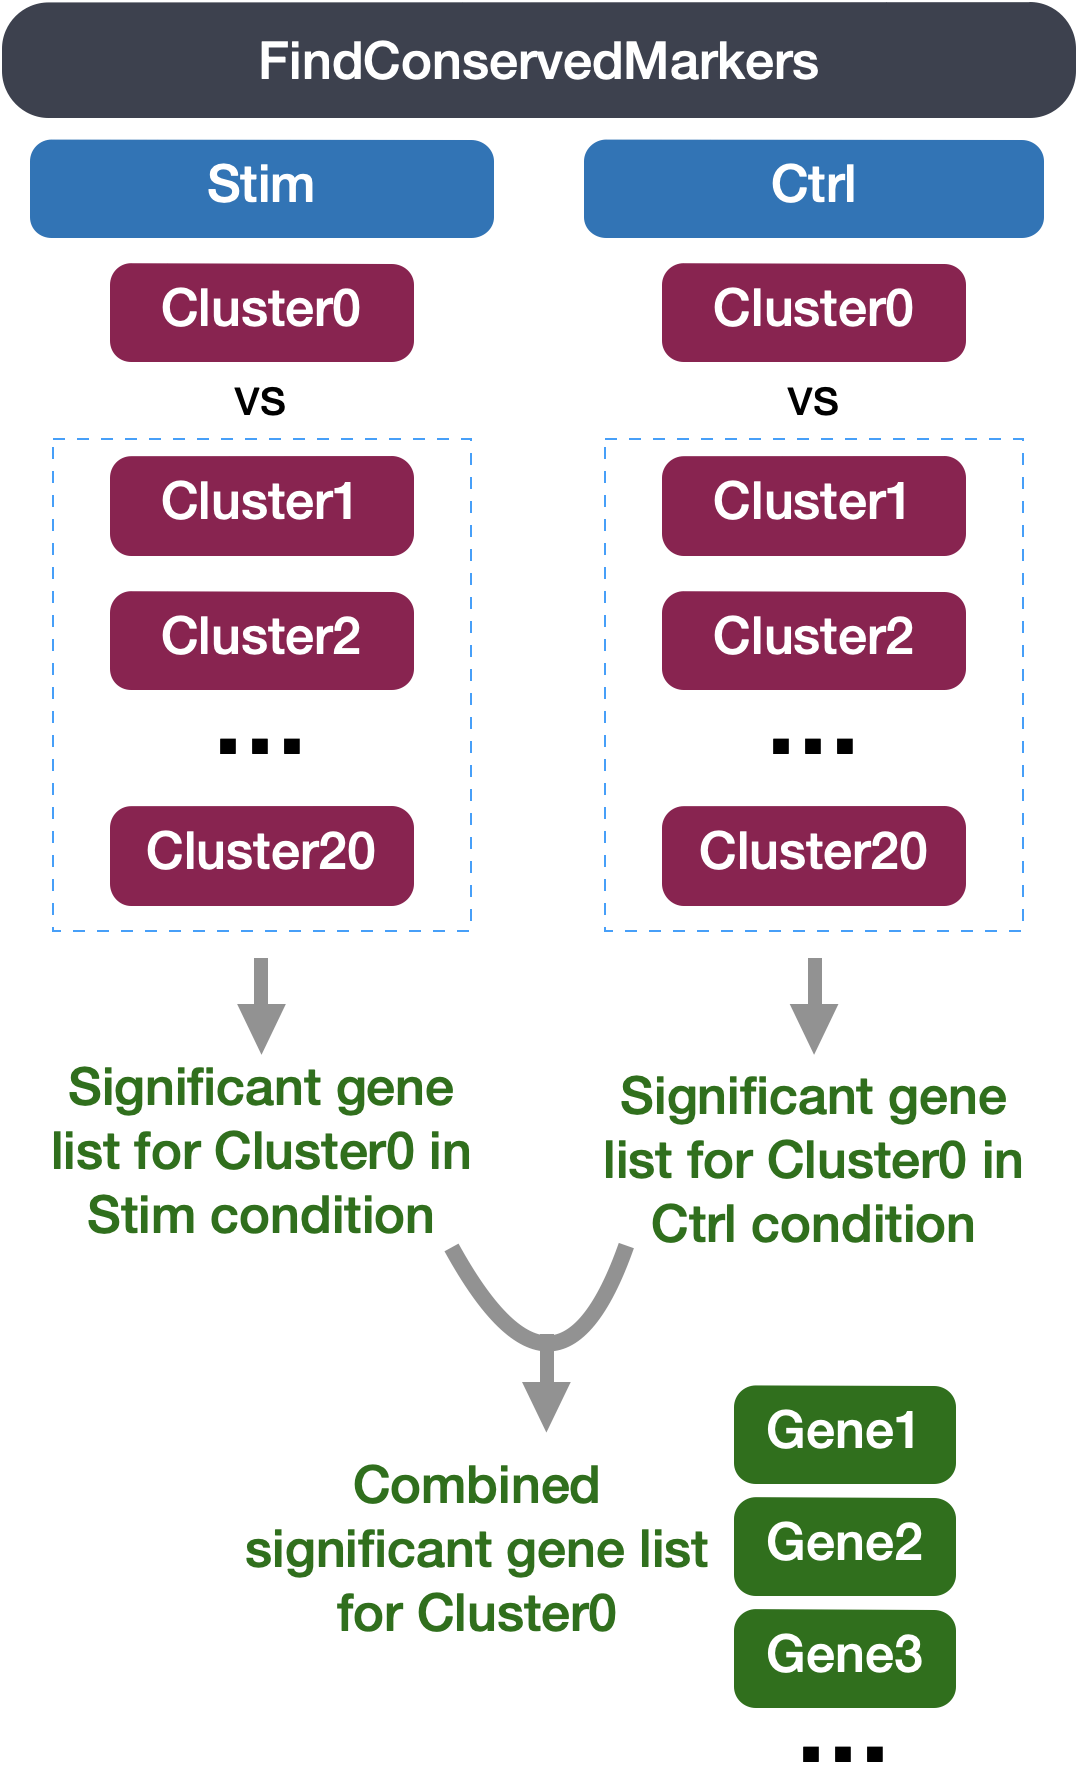 FindConservedMarkers
Stim
Cluster0
vs
Cluster1
Cluster2
...
Cluster20
Significant gene
list for Cluster0 in
Stim condition
Ctrl
Cluster0
vs
Cluster1
Cluster2
...
Cluster20
Significant gene
list for Cluster0 in
Ctrl condition
Combined
significant gene list
for Cluster0
Gene1
Gene2
Gene3
...